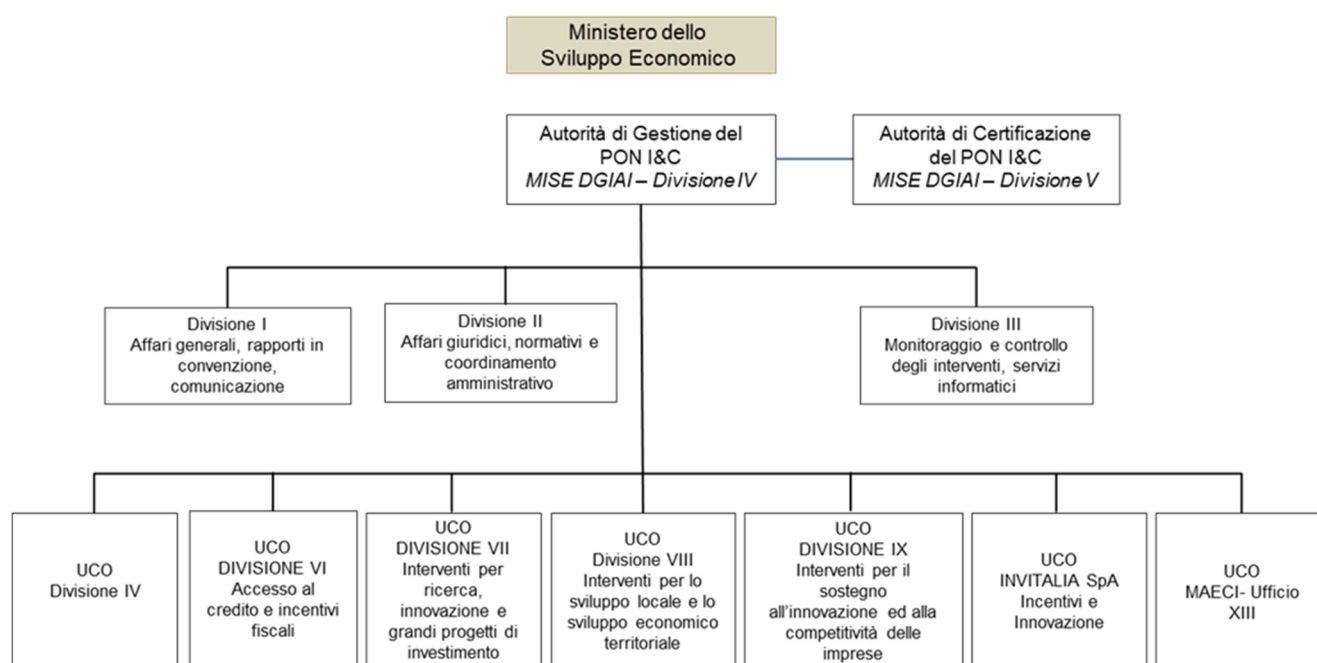 Ministero dello
Sviluppo Economico
Autorità di Gestione del
PON I&C
MISE DGIAI – Divisione IV
Autorità di Certificazione
del PON I&C
MISE DGIAI – Divisione V
Divisione I
Affari generali, rapporti in
convenzione,
comunicazione
Divisione II
Affari giuridici, normativi e
coordinamento
amministrativo
Divisione III
Monitoraggio e controllo
degli interventi, servizi
informatici
UCO
Divisione IV
UCO
DIVISIONE VI
Accesso al
credito e incentivi
fiscali
UCO
DIVISIONE VII
Interventi per
ricerca,
innovazione e
grandi progetti di
investimento
UCO
Divisione VIII
Interventi per lo
sviluppo locale e lo
sviluppo economico
territoriale
UCO
DIVISIONE IX
Interventi per il
sostegno
all'innovazione ed alla
competitività delle
imprese
UCO
INVITALIA SpA
Incentivi e
Innovazione
UCO
MAECI- Ufficio
XIII